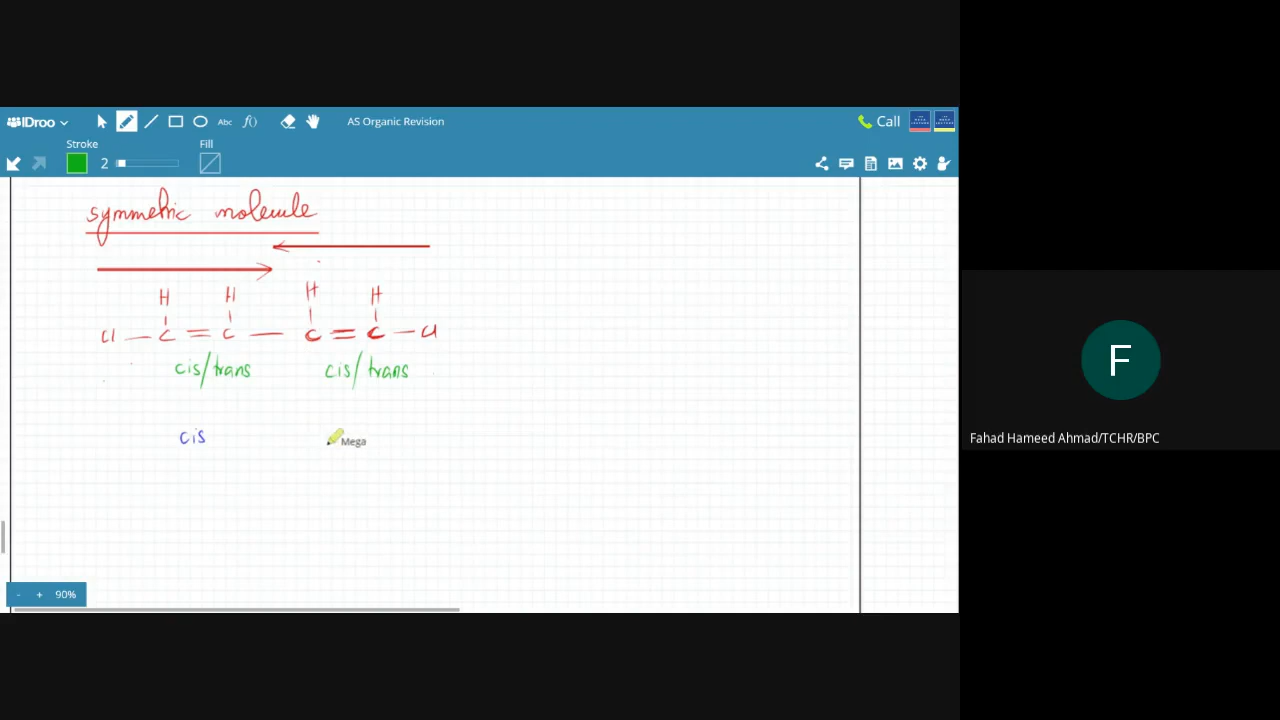 IDroo
Abc
f()
AS Organic Revision
Call
Stroke
Fill
2
symmetric molecule
H H H H
Cl — C = C — C = C — Cl
cis/trans cis/trans
cis
Mega
F
Fahad Hameed Ahmad/TCHR/BPC
- + 90%